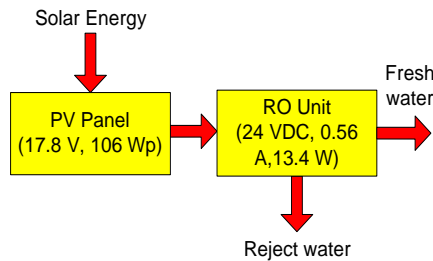 Solar Energy
PV Panel
(17.8 V, 106 Wp)
RO Unit
(24 VDC, 0.56
A,13.4 W)
Fresh
water
Reject water